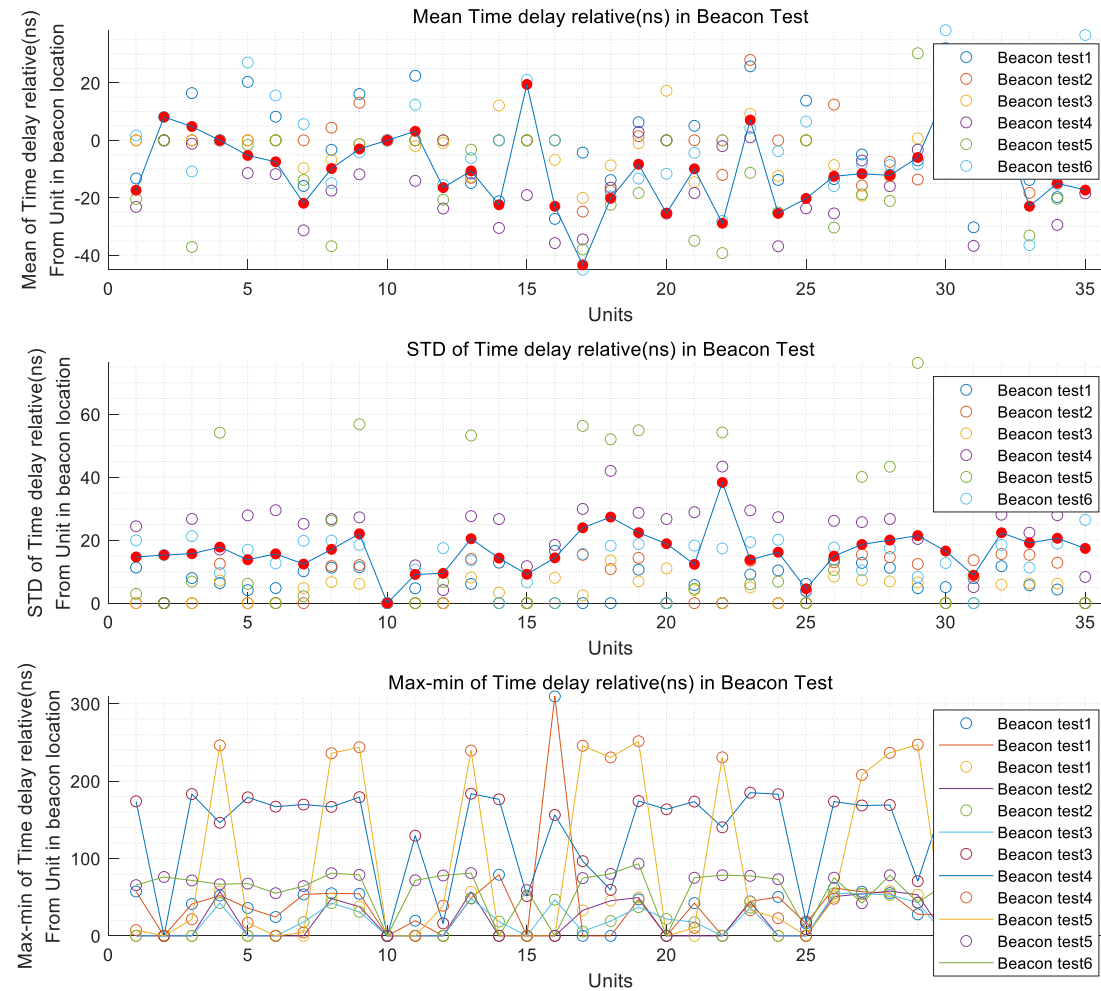 Mean Time delay relative(ns) in Beacon Test
Mean of Time delay relative(ns)
From Unit in beacon location
20
0
-20
-40
0
5
10
15
20
25
30
35
Units
Beacon test1
Beacon test2
Beacon test3
Beacon test4
Beacon test5
Beacon test6
STD of Time delay relative(ns) in Beacon Test
STD of Time delay relative(ns)
From Unit in beacon location
60
40
20
0
0
5
10
15
20
25
30
35
Units
Beacon test1
Beacon test2
Beacon test3
Beacon test4
Beacon test5
Beacon test6
Max-min of Time delay relative(ns) in Beacon Test
Max-min of Time delay relative(ns)
From Unit in beacon location
300
200
100
0
0
5
10
15
20
25
Units
Beacon test1
Beacon test1
Beacon test1
Beacon test2
Beacon test2
Beacon test3
Beacon test3
Beacon test4
Beacon test4
Beacon test5
Beacon test5
Beacon test6